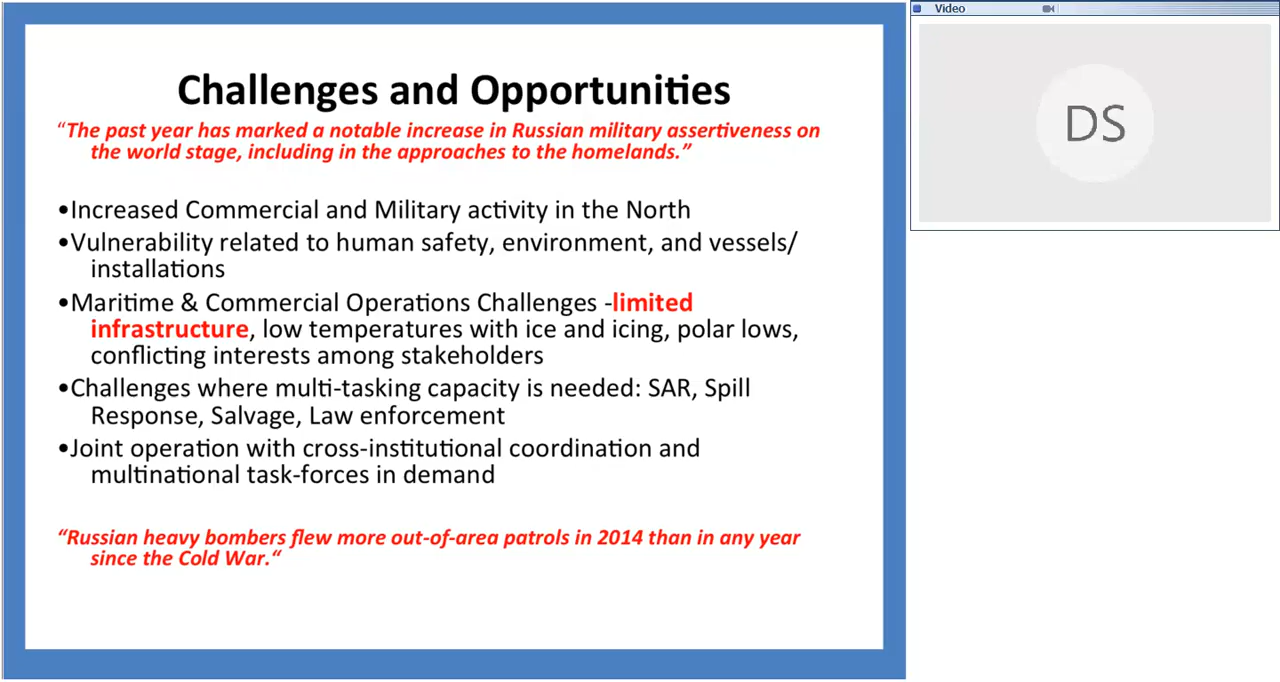 Challenges and Opportunities
“The past year has marked a notable increase in Russian military assertiveness on
the world stage, including in the approaches to the homelands.”
•Increased Commercial and Military activity in the North
•Vulnerability related to human safety, environment, and vessels/
installations
•Maritime & Commercial Operations Challenges -limited
infrastructure, low temperatures with ice and icing, polar lows,
conflicting interests among stakeholders
•Challenges where multi-tasking capacity is needed: SAR, Spill
Response, Salvage, Law enforcement
•Joint operation with cross-institutional coordination and
multinational task-forces in demand
“Russian heavy bombers flew more out-of-area patrols in 2014 than in any year
since the Cold War.“
Video
DS